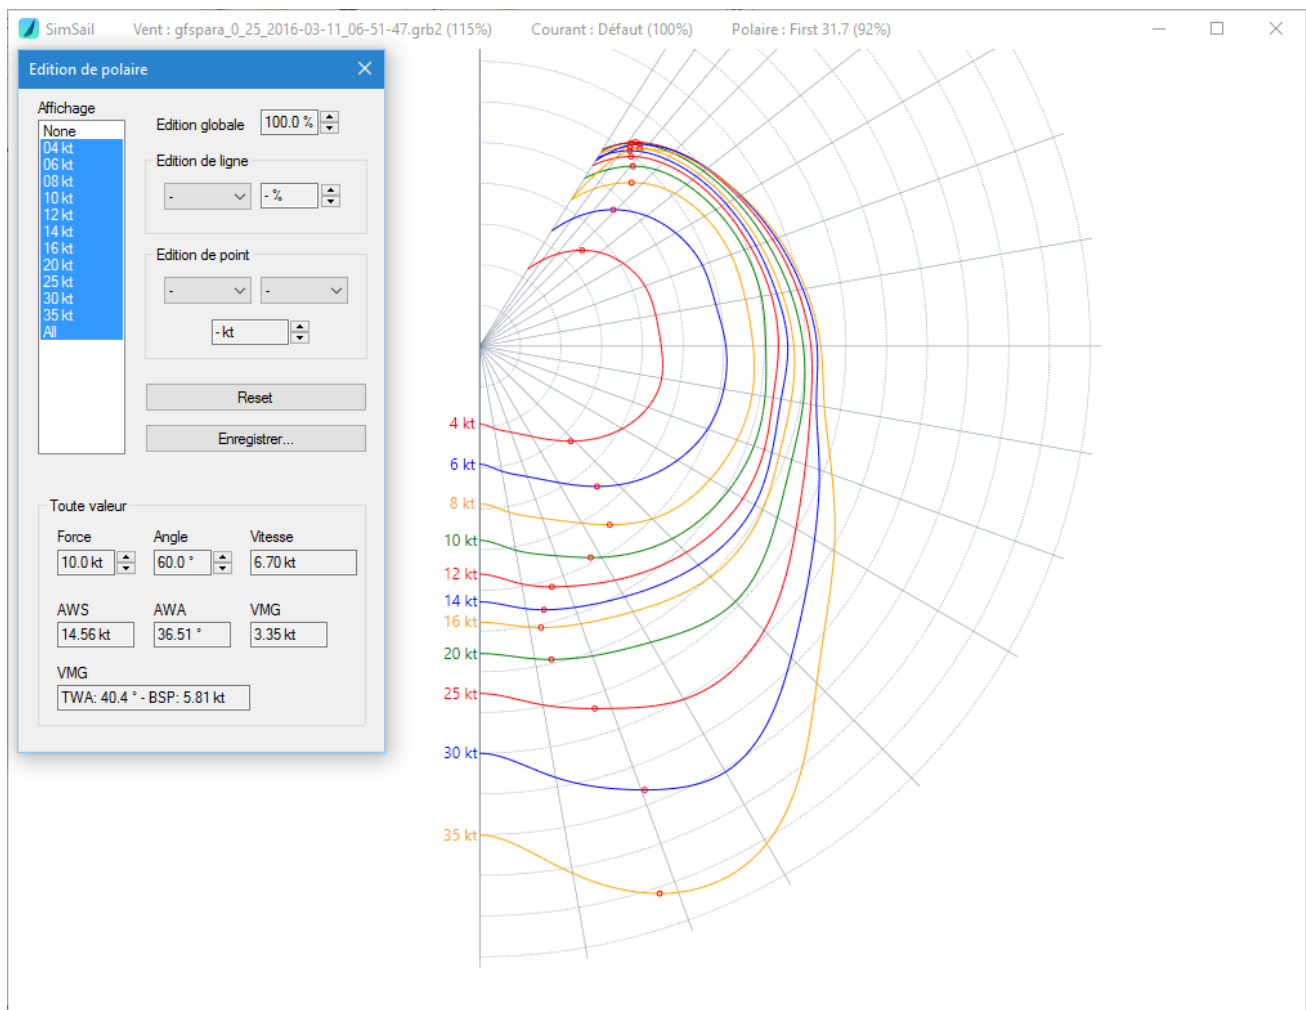 SimSail Vent : gfspara_0_25_2016-03-11_06-51-47.grb2 (115%) Courant : Défaut (100%) Polaire : First 31.7 (92%)
Edition de polaire
Affichage
None
04 kt
06 kt
08 kt
10 kt
12 kt
14 kt
16 kt
20 kt
25 kt
30 kt
35 kt
All
Edition globale 100.0 %
Edition de ligne
- - %
Edition de point
- -
- kt
Reset
Enregistrer...
Toute valeur
Force Angle Vitesse
10.0 kt 60.0 ° 6.70 kt
AWS AWA VMG
14.56 kt 36.51 ° 3.35 kt
VMG
TWA: 40.4 ° - BSP: 5.81 kt
4 kt
6 kt
8 kt
10 kt
12 kt
14 kt
16 kt
20 kt
25 kt
30 kt
35 kt